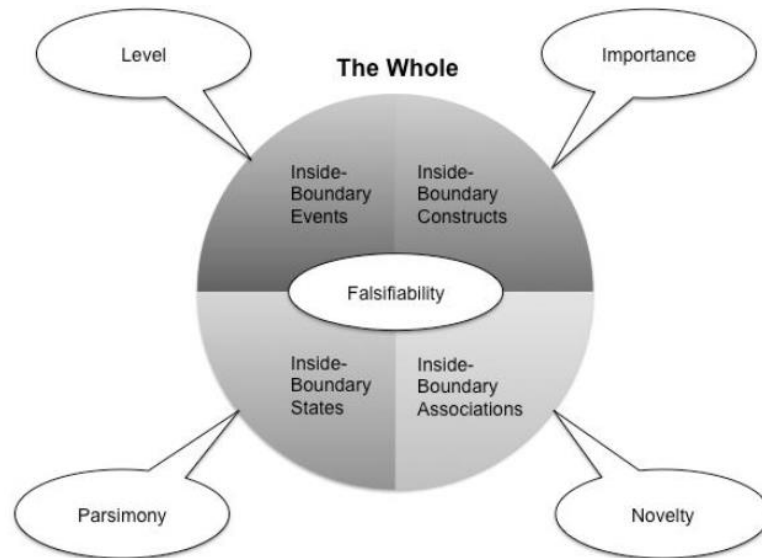 Level
Importance
The Whole
Inside-
Boundary
Events
Inside-
Boundary
Constructs
Falsifiability
Inside-
Boundary
States
Inside-
Boundary
Associations
Parsimony
Novelty